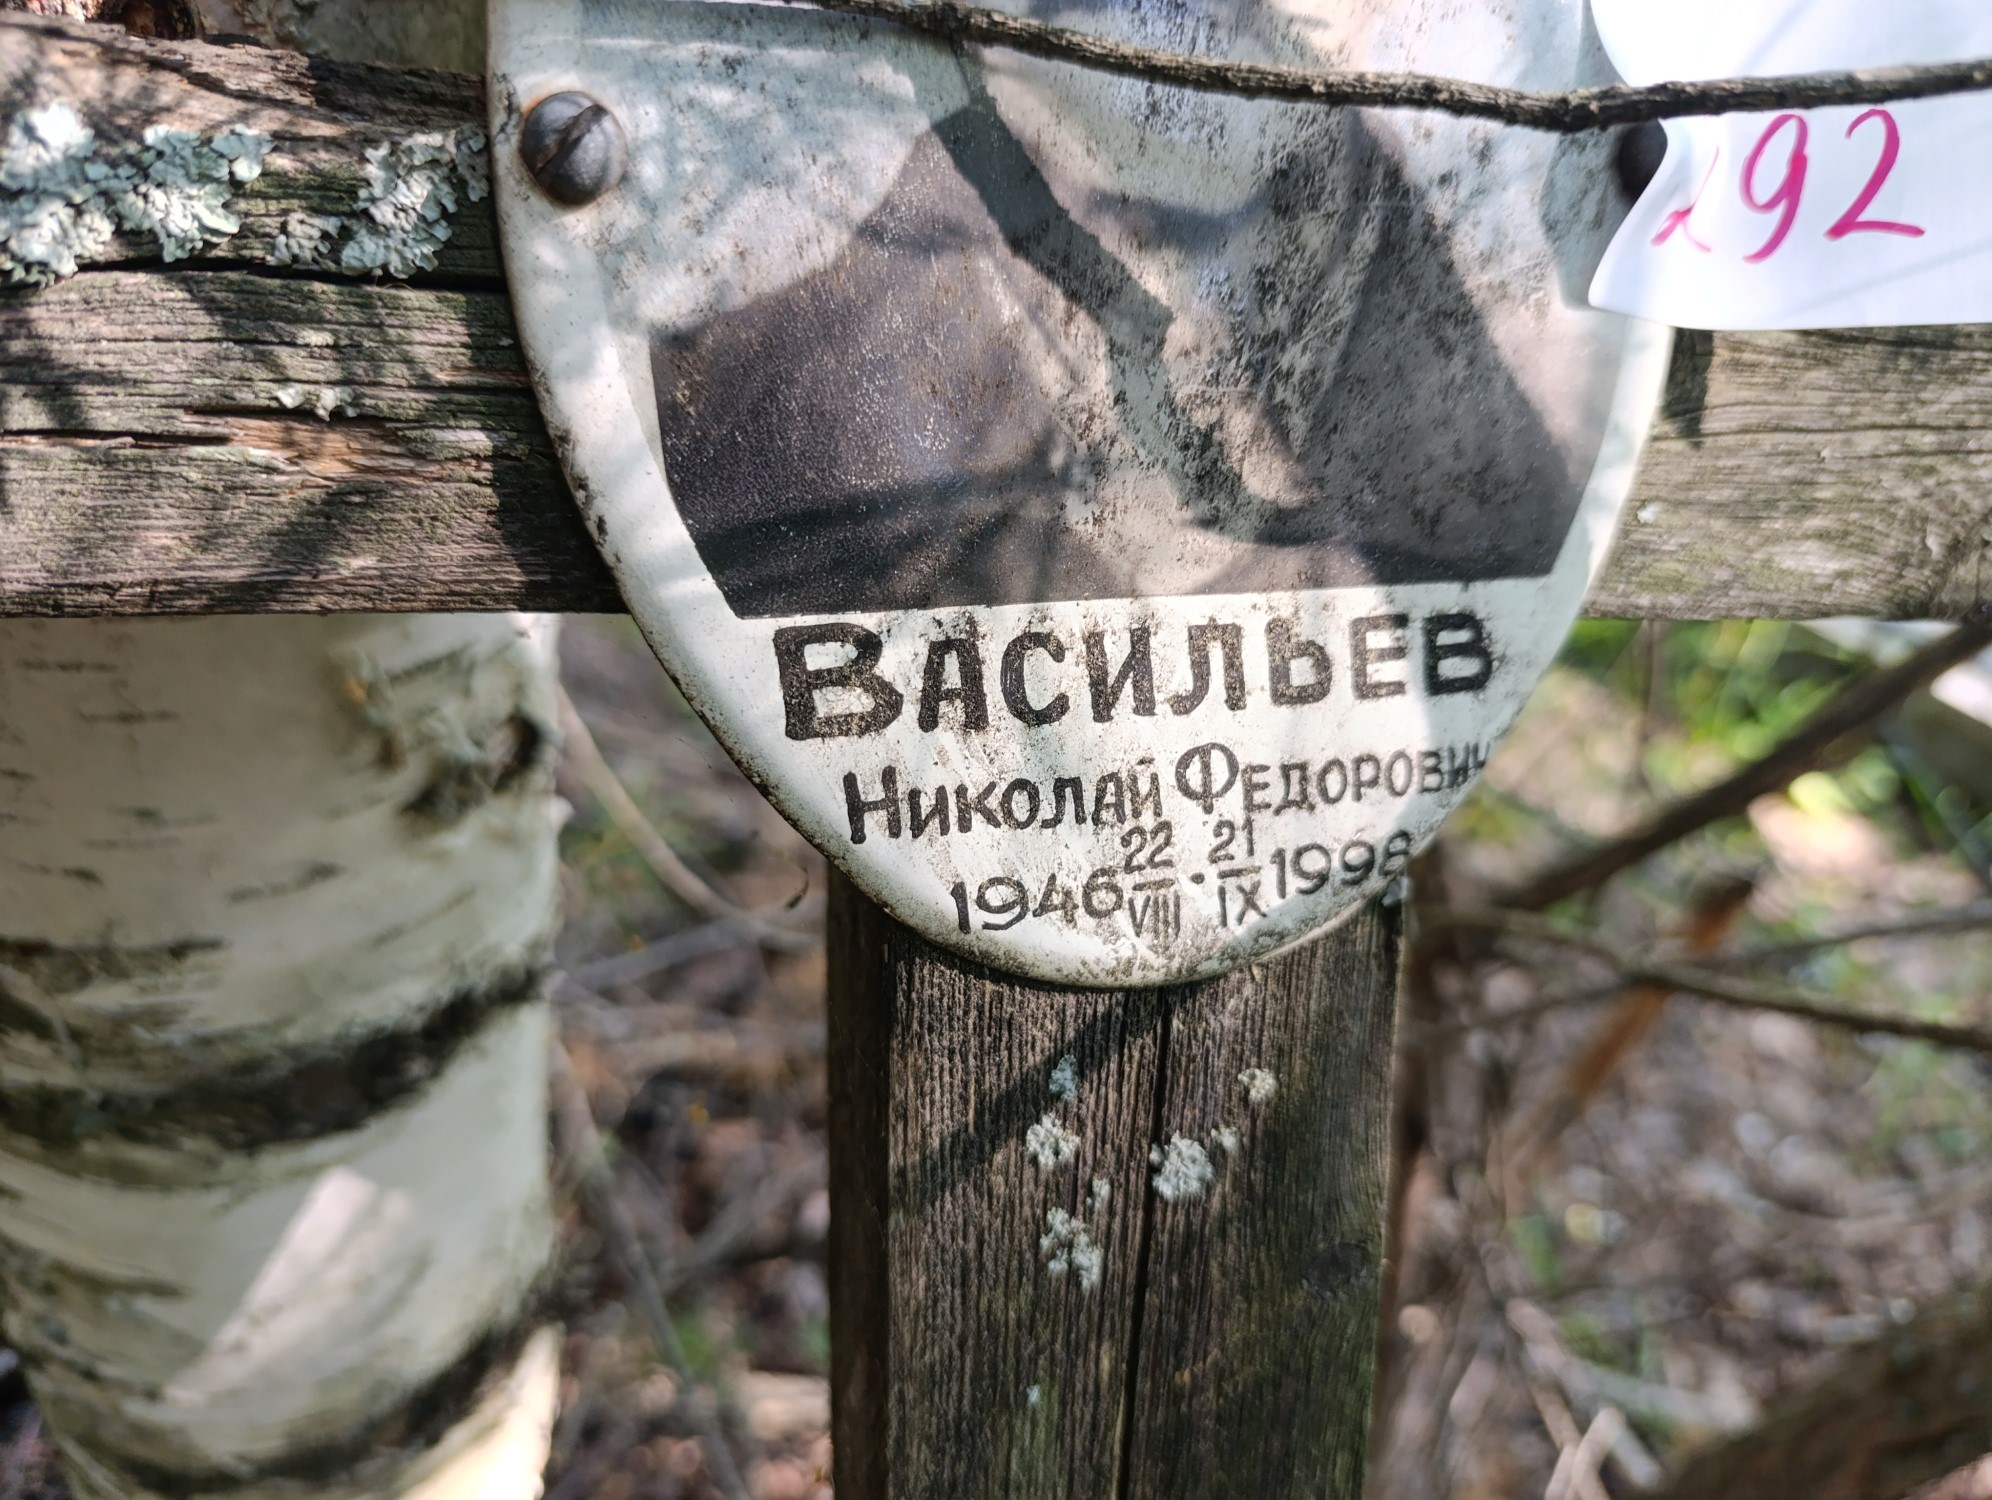 292
ВАСИЛЬЕВ
НИКОЛАЙ ФЕДОРОВИЧ
1946 22/VIII · 21/IX 1998